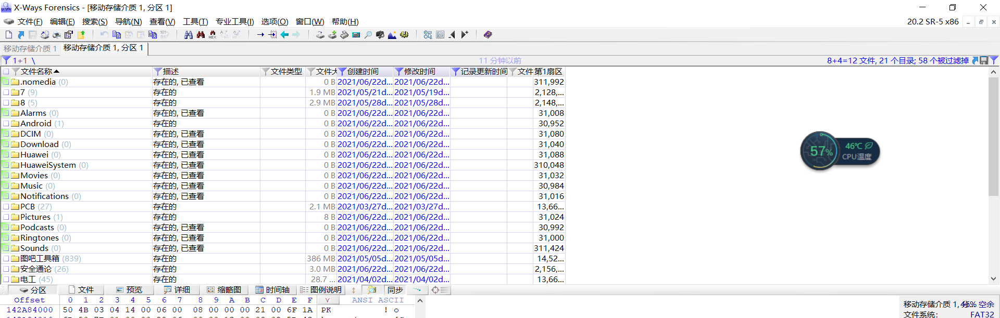 X-Ways Forensics - [移动存储介质 1, 分区 1]
文件(F) 编辑(E) 搜索(S) 导航(N) 查看(V) 工具(T) 专业工具(I) 选项(O) 窗口(W) 帮助(H) 20.2 SR-5 x86
移动存储介质 1 移动存储介质 1, 分区 1
1+1 \ 11 分钟以前 8+4=12 文件, 21 个目录; 58 个被过滤掉
文件名称 描述 文件类型 文件大 创建时间 修改时间 记录更新时间 文件 第1扇区
.nomedia (0) 存在的, 已查看 0 B 2021/06/22d... 2021/06/22d... 311,992
7 (9) 存在的 1.9 MB 2021/05/21d... 2021/05/19d... 2,128,...
8 (5) 存在的 2.9 MB 2021/05/28d... 2021/05/28d... 2,148,...
Alarms (0) 存在的, 已查看 0 B 2021/06/22d... 2021/06/22d... 31,008
Android (1) 存在的 0 B 2021/06/22d... 2021/06/22d... 30,952
DCIM (0) 存在的, 已查看 0 B 2021/06/22d... 2021/06/22d... 31,080
Download (0) 存在的, 已查看 0 B 2021/06/22d... 2021/06/22d... 31,040
Huawei (0) 存在的, 已查看 0 B 2021/06/22d... 2021/06/22d... 31,088
HuaweiSystem (0) 存在的, 已查看 0 B 2021/06/22d... 2021/06/22d... 310,048
Movies (0) 存在的, 已查看 0 B 2021/06/22d... 2021/06/22d... 31,032
Music (0) 存在的, 已查看 0 B 2021/06/22d... 2021/06/22d... 30,984
Notifications (0) 存在的, 已查看 0 B 2021/06/22d... 2021/06/22d... 31,016
PCB (27) 存在的 2.1 MB 2021/03/27d... 2021/03/27d... 13,66...
Pictures (1) 存在的 8 B 2021/06/22d... 2021/06/22d... 31,024
Podcasts (0) 存在的, 已查看 0 B 2021/06/22d... 2021/06/22d... 30,992
Ringtones (0) 存在的, 已查看 0 B 2021/06/22d... 2021/06/22d... 31,000
Sounds (0) 存在的, 已查看 0 B 2021/06/22d... 2021/06/22d... 311,424
图吧工具箱 (839) 存在的 386 MB 2021/05/05d... 2021/05/05d... 14,52...
安全通论 (26) 存在的 3.0 MB 2021/06/22d... 2021/06/22d... 2,156,...
电工 (45) 存在的 28.7 ... 2021/04/02d... 2021/04/02d... 13,66...
57% 46℃
CPU温度
分区 文件 预览 详细 缩略图 时间轴 图例说明 同步
Offset 0 1 2 3 4 5 6 7 8 9 A B C D E F ANSI ASCII
142A84000 50 4B 03 04 14 00 06 00 08 00 00 00 21 00 6F 1A PK ! o
移动存储介质 1, 46% 空余
文件系统: FAT32